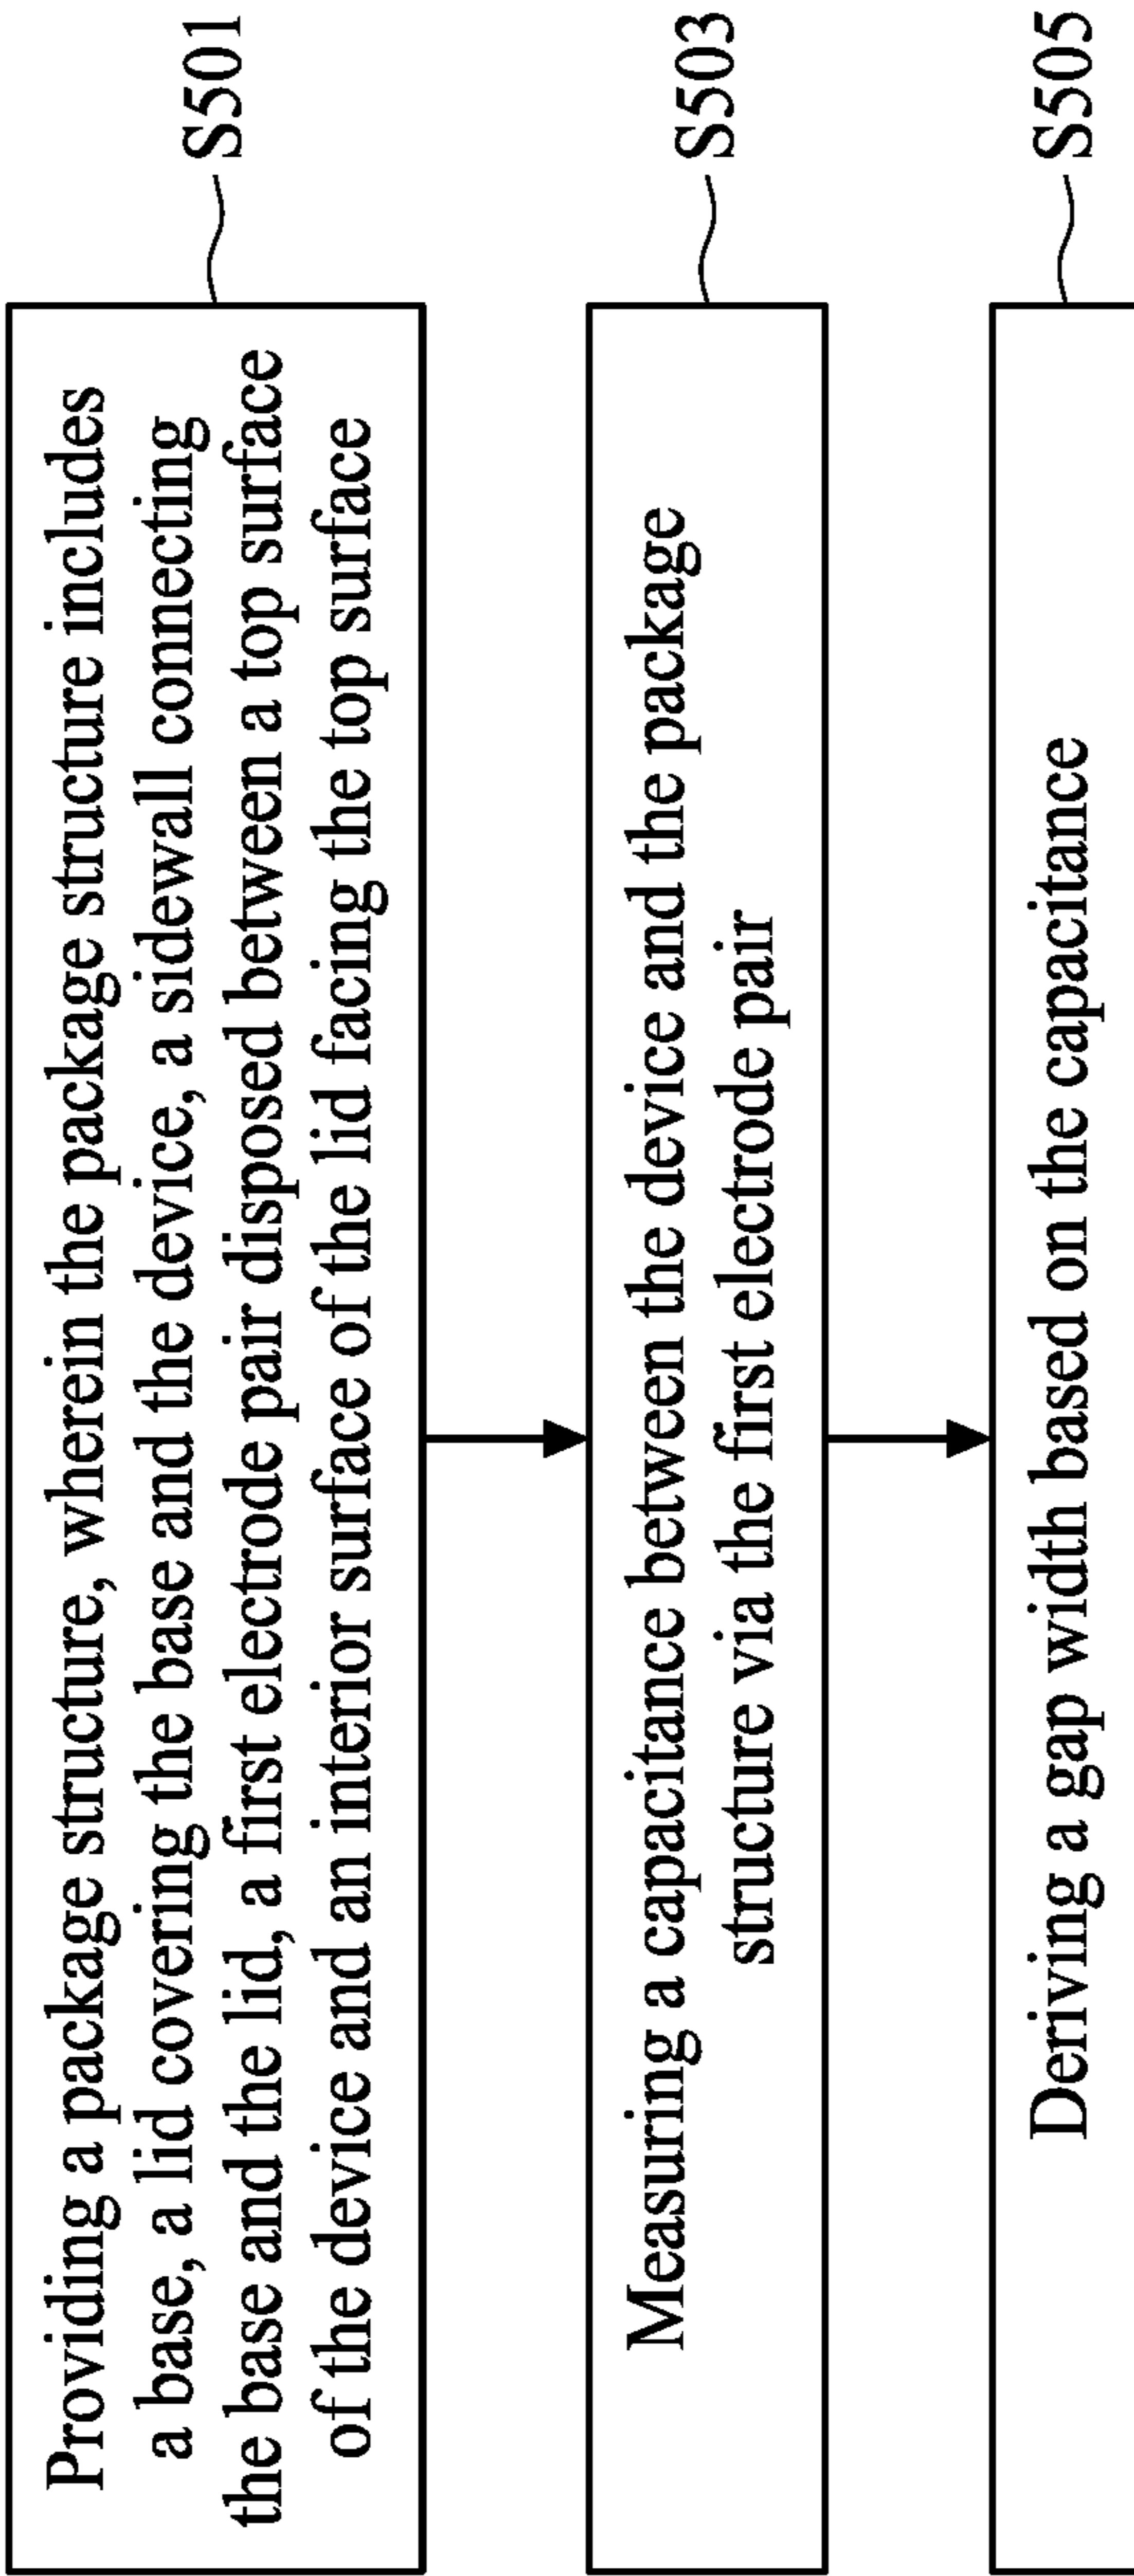 Providing a package structure, wherein the package structure includes
a base, a lid covering the base and the device, a sidewall connecting
the base and the lid, a first electrode pair disposed between a top surface
of the device and an interior surface of the lid facing the top surface
S501
Measuring a capacitance between the device and the package
structure via the first electrode pair
S503
Deriving a gap width based on the capacitance
S505